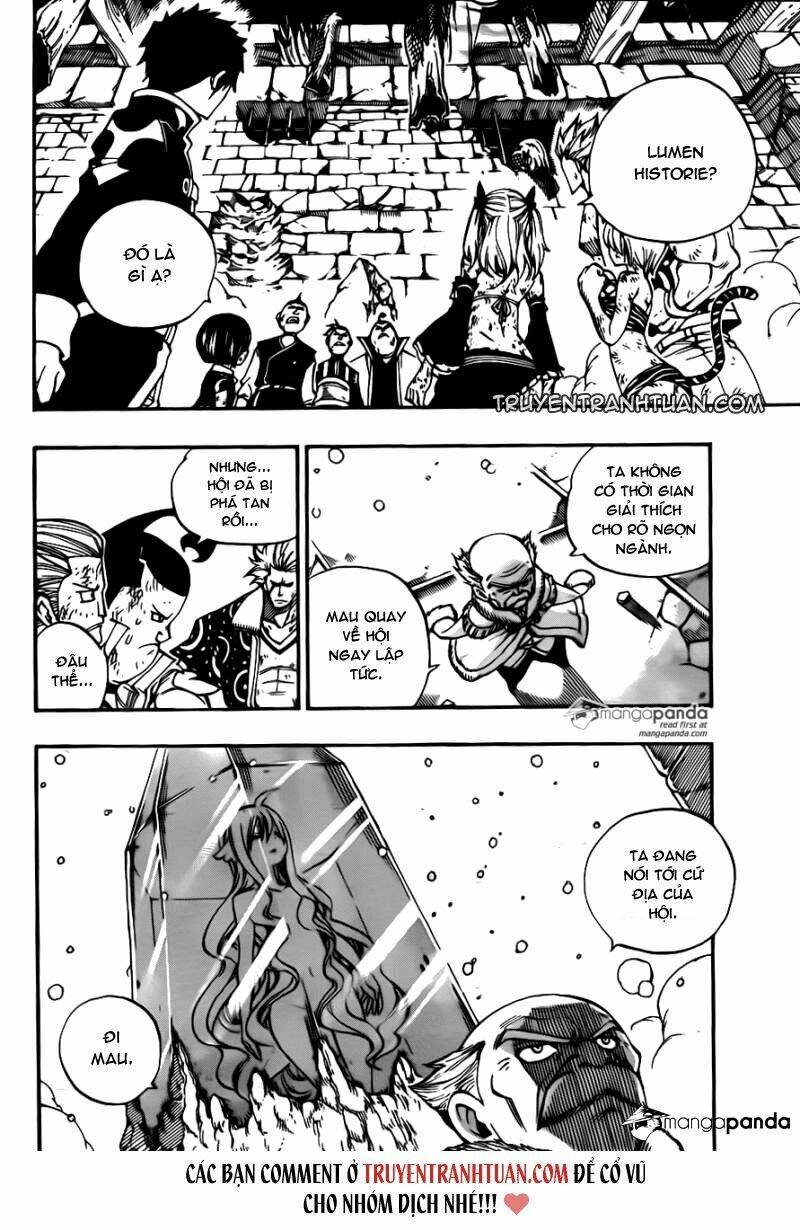 LUMEN
HISTORIE?
ĐÓ LÀ
GÌ Ạ?
TRUYENTRANHTUAN.COM
NHƯNG...
HỘI ĐÃ BỊ
PHÁ TAN
RỒI...
ĐÂU
THỂ...
TA KHÔNG
CÓ THỜI GIAN
GIẢI THÍCH
CHO RÕ NGỌN
NGÀNH.
MAU QUAY
VỀ HỘI
NGAY LẬP
TỨC.
mangapanda
read first at
mangapanda.com
TA ĐANG
NÓI TỚI CỨ
ĐỊA CỦA
HỘI.
ĐI
MAU.
mangapanda
CÁC BẠN COMMENT Ở TRUYENTRANHTUAN.COM ĐỂ CỔ VŨ
CHO NHÓM DỊCH NHÉ!!! ❤